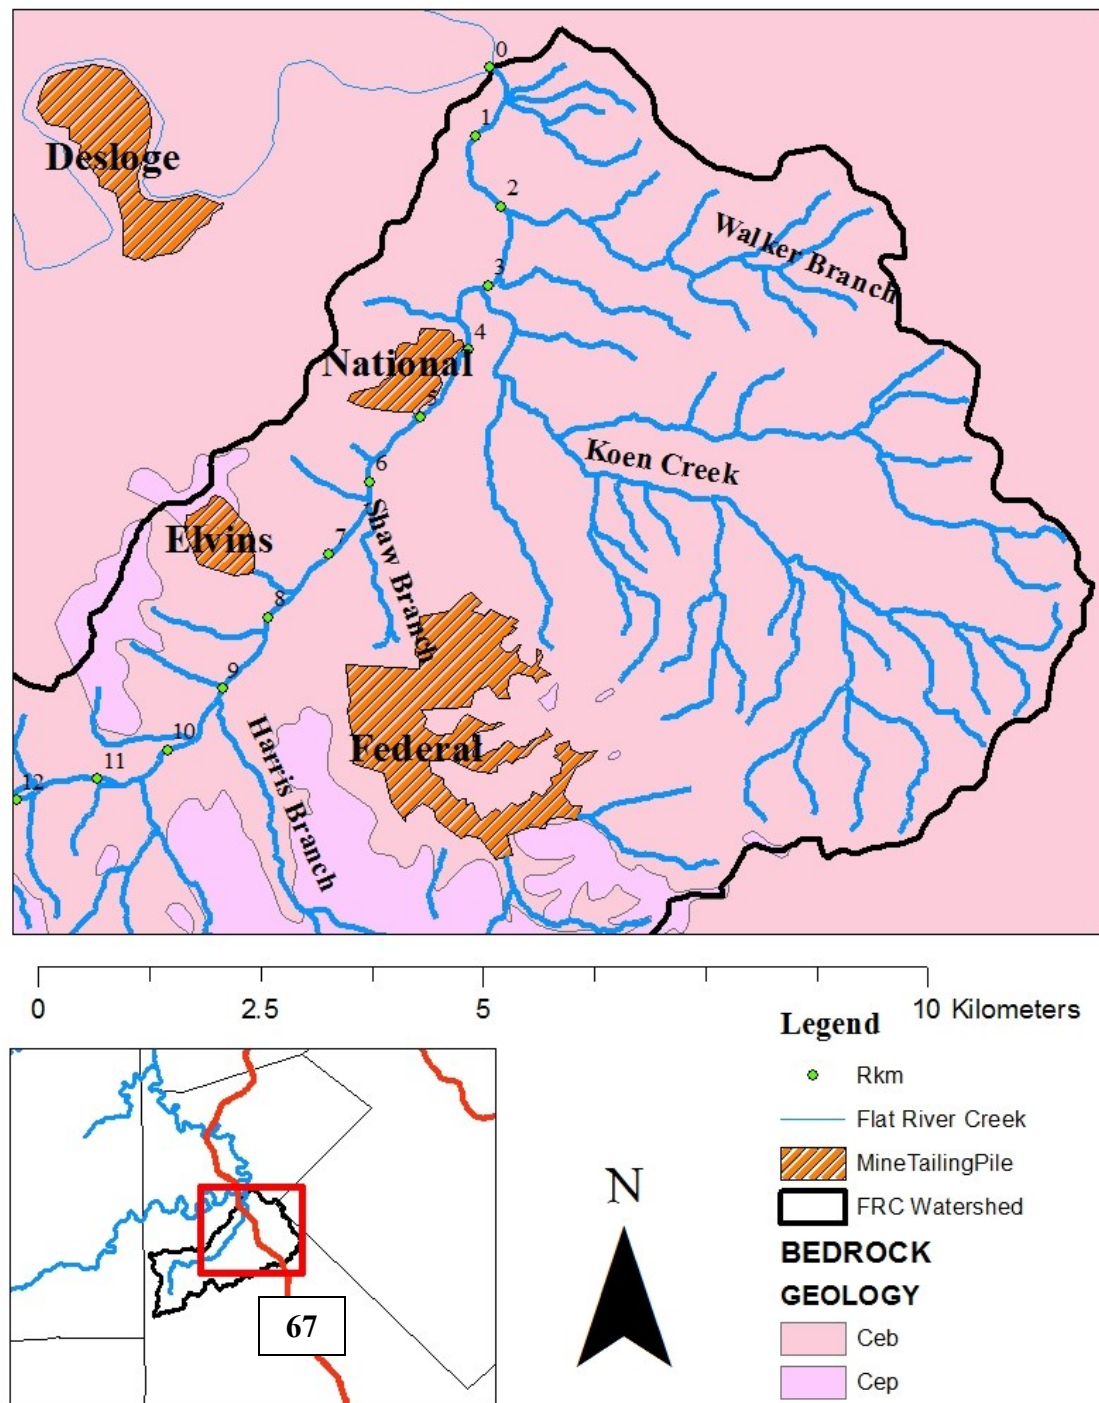 0
1
Desloge
2
Walker Branch
3
4
National
5
Koen Creek
6
Shaw Branch
Elvins
7
8
9
Harris Branch
10
Federal
11
12
0 2.5 5 10 Kilometers
Legend
Rkm
Flat River Creek
MineTailingPile
FRC Watershed
BEDROCK
GEOLOGY
Ceb
Cep
N
67